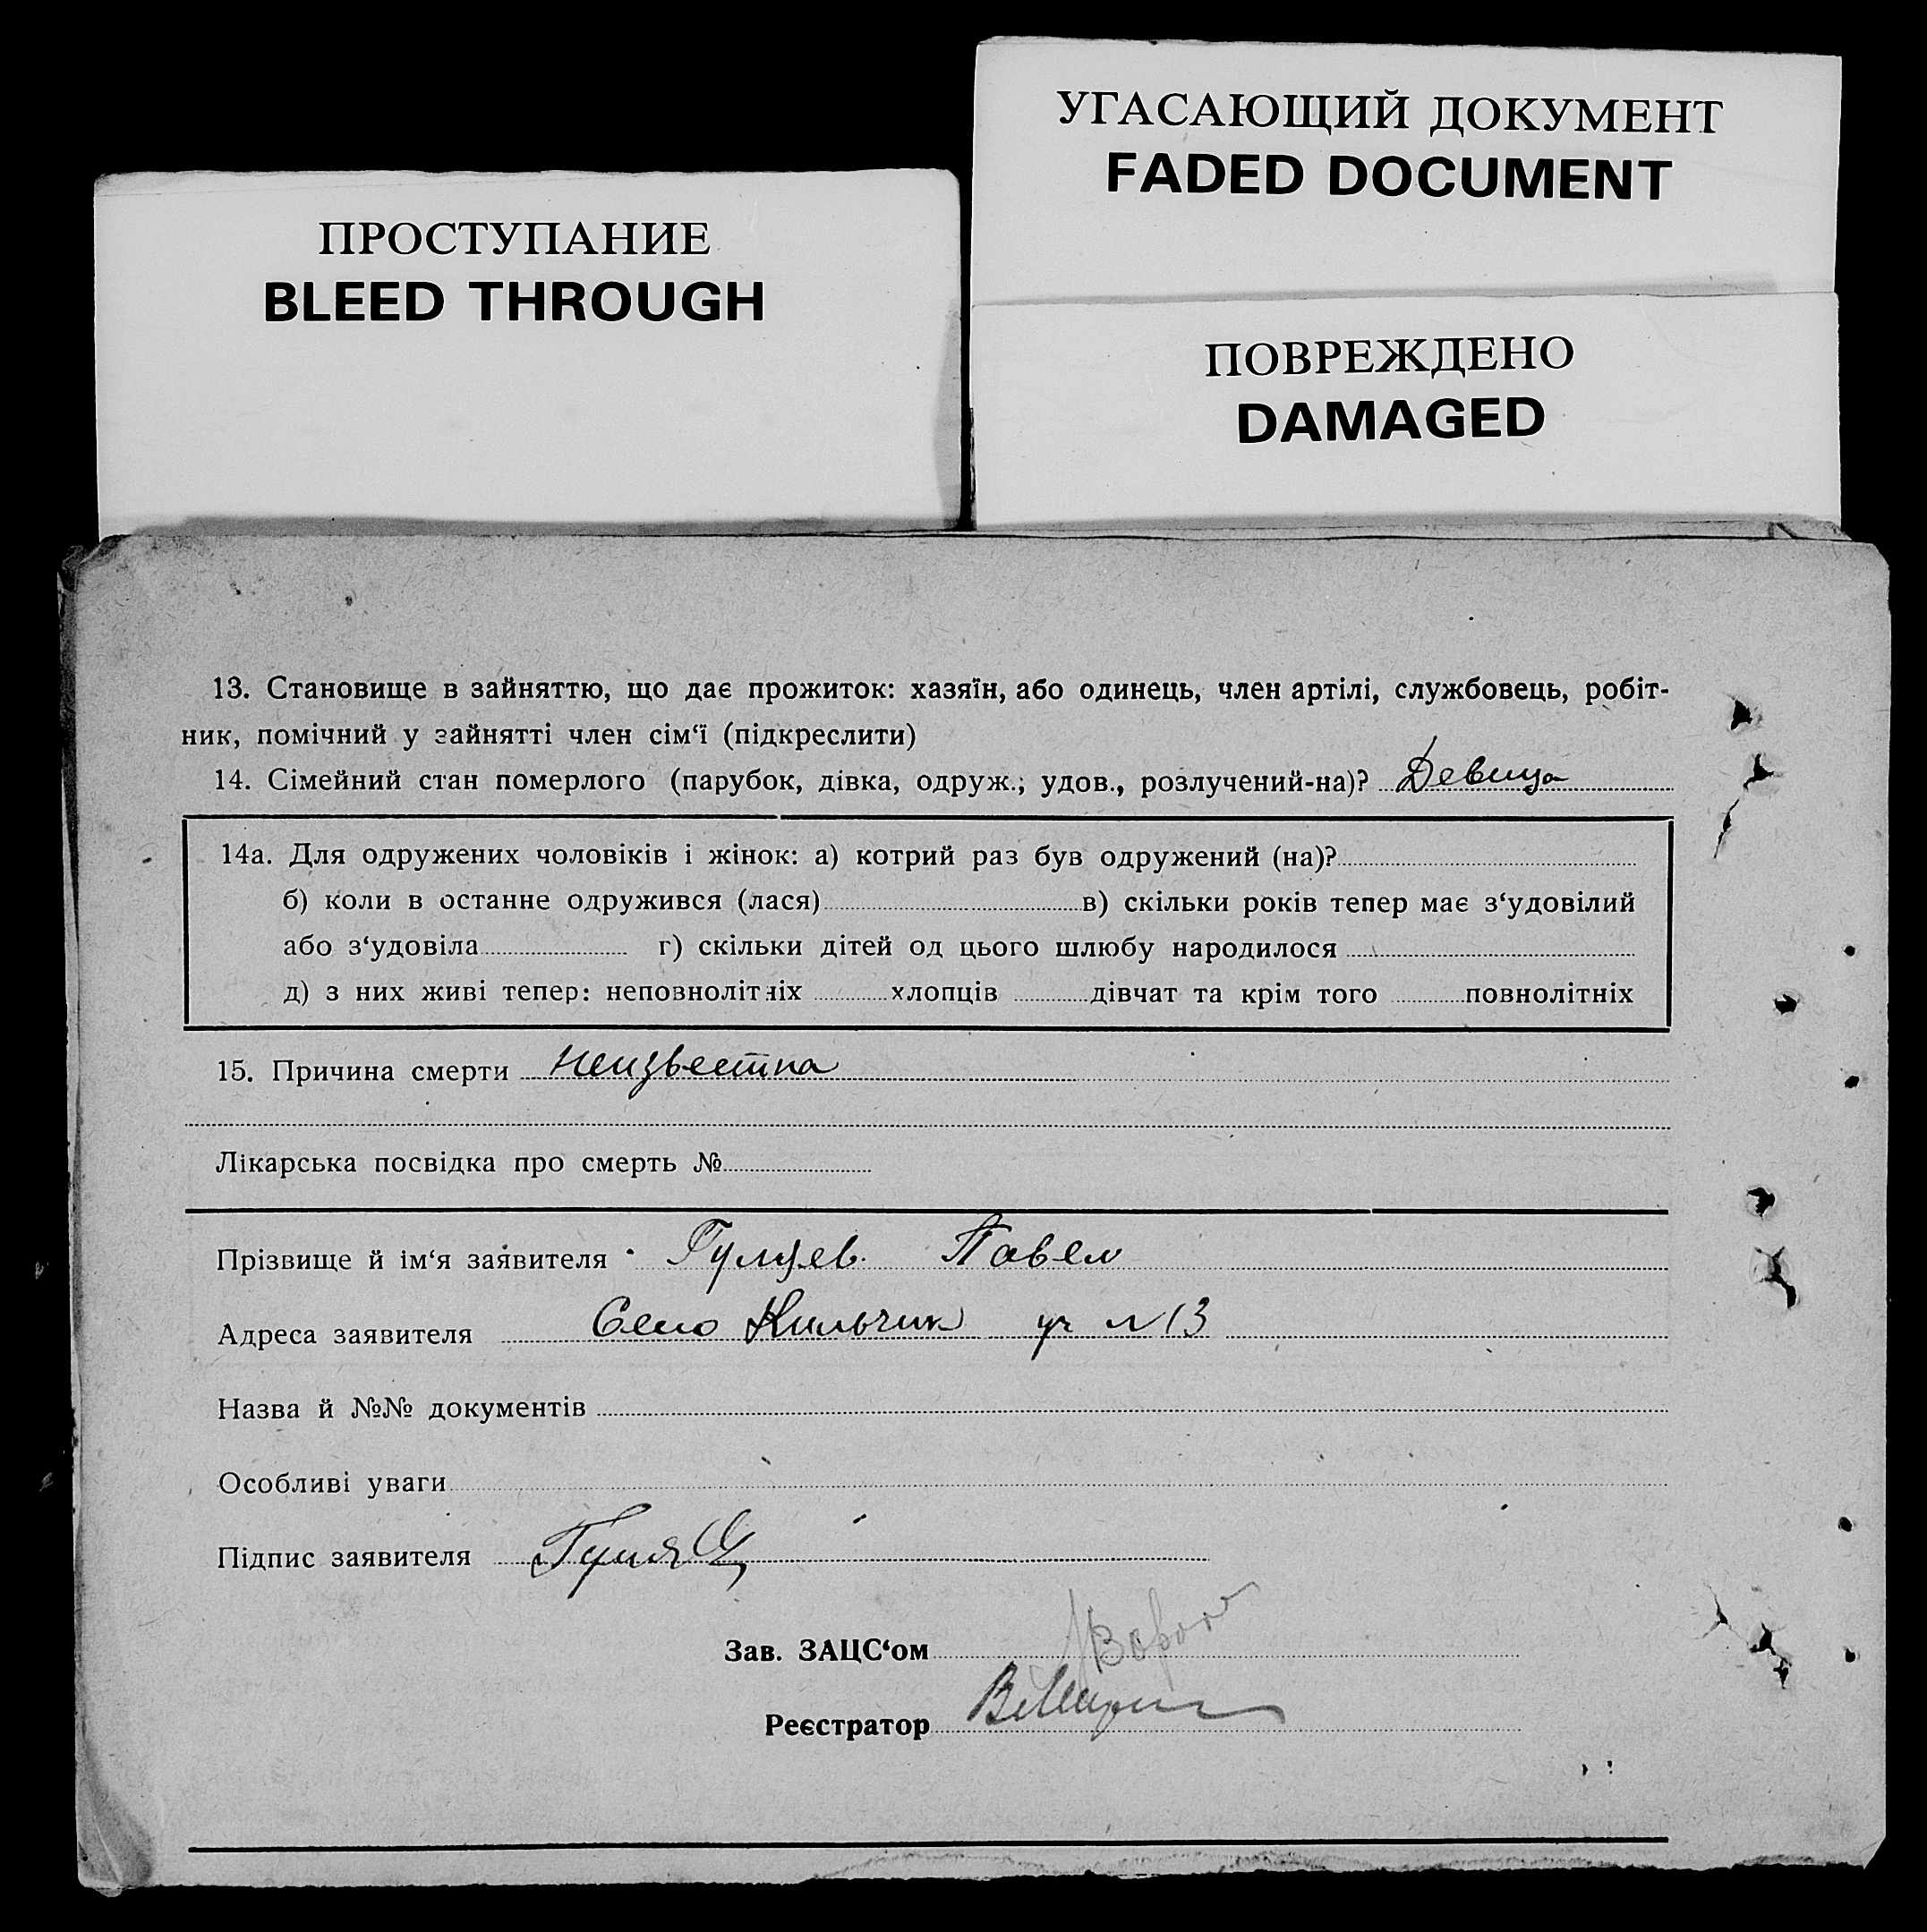 УГАСАЮЩИЙ ДОКУМЕНТ
FADED DOCUMENT
ПРОСТУПАНИЕ
BLEED THROUGH
ПОВРЕЖДЕНО
DAMAGED
13. Становище в зайняттю, що дає прожиток: хазяїн, або одинець, член артілі, службовець, робіт-
ник, помічний у зайнятті член сім‘ї (підкреслити)
14. Сімейний стан померлого (парубок, дівка, одруж.; удов., розлучений-на)? Девица
14а. Для одружених чоловіків і жінок: а) котрий раз був одружений (на)?
б) коли в останне одружився (лася) в) скільки років тепер має з‘удовілий
або з‘удовіла г) скільки дітей од цього шлюбу народилося
д) з них живі тепер: неповнолітніх хлопців дівчат та крім того повнолітніх
15. Причина смерти неизвестна
Лікарська посвідка про смерть №
Прізвище й ім‘я заявителя Павел
Адреса заявителя Село Кильчик уч №13
Назва й №№ документів
Особливі уваги
Підпис заявителя
Зав. ЗАЦС‘ом
Реєстратор